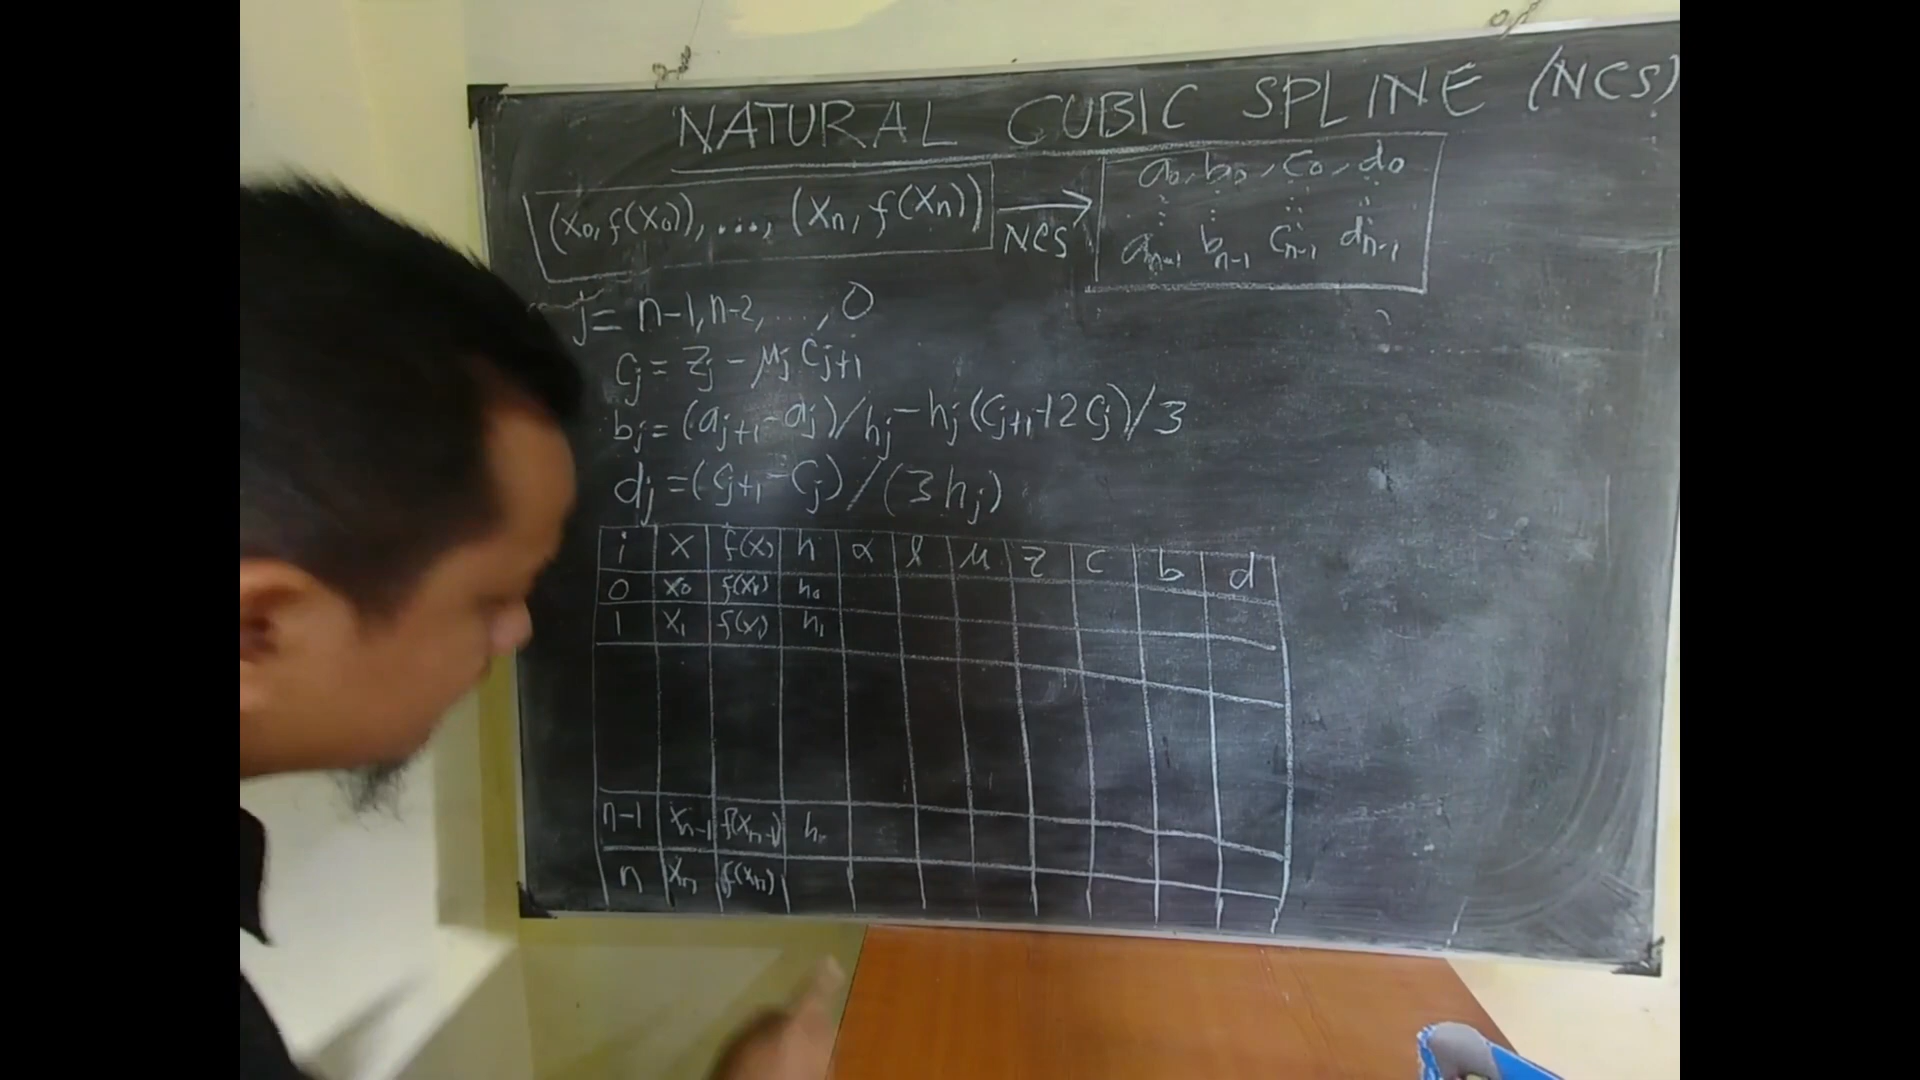 NATURAL CUBIC SPLINE (NCS)
(x₀, f(x₀)), ..., (xₙ, f(xₙ)) → NCS
a₀, b₀, c₀, d₀
⋮ ⋮ ⋮ ⋮
aₙ₋₁ bₙ₋₁ cₙ₋₁ dₙ₋₁
j = n-1, n-2, ..., 0
cⱼ = zⱼ - μⱼ cⱼ₊₁
bⱼ = (aⱼ₊₁ - aⱼ)/hⱼ - hⱼ(cⱼ₊₁ + 2cⱼ)/3
dⱼ = (cⱼ₊₁ - cⱼ)/(3hⱼ)
i x f(x) h α l μ z c b d
0 x₀ f(x₀) h₀
1 x₁ f(x₁) h₁
n-1 xₙ₋₁ f(xₙ₋₁) h
n xₙ f(xₙ)